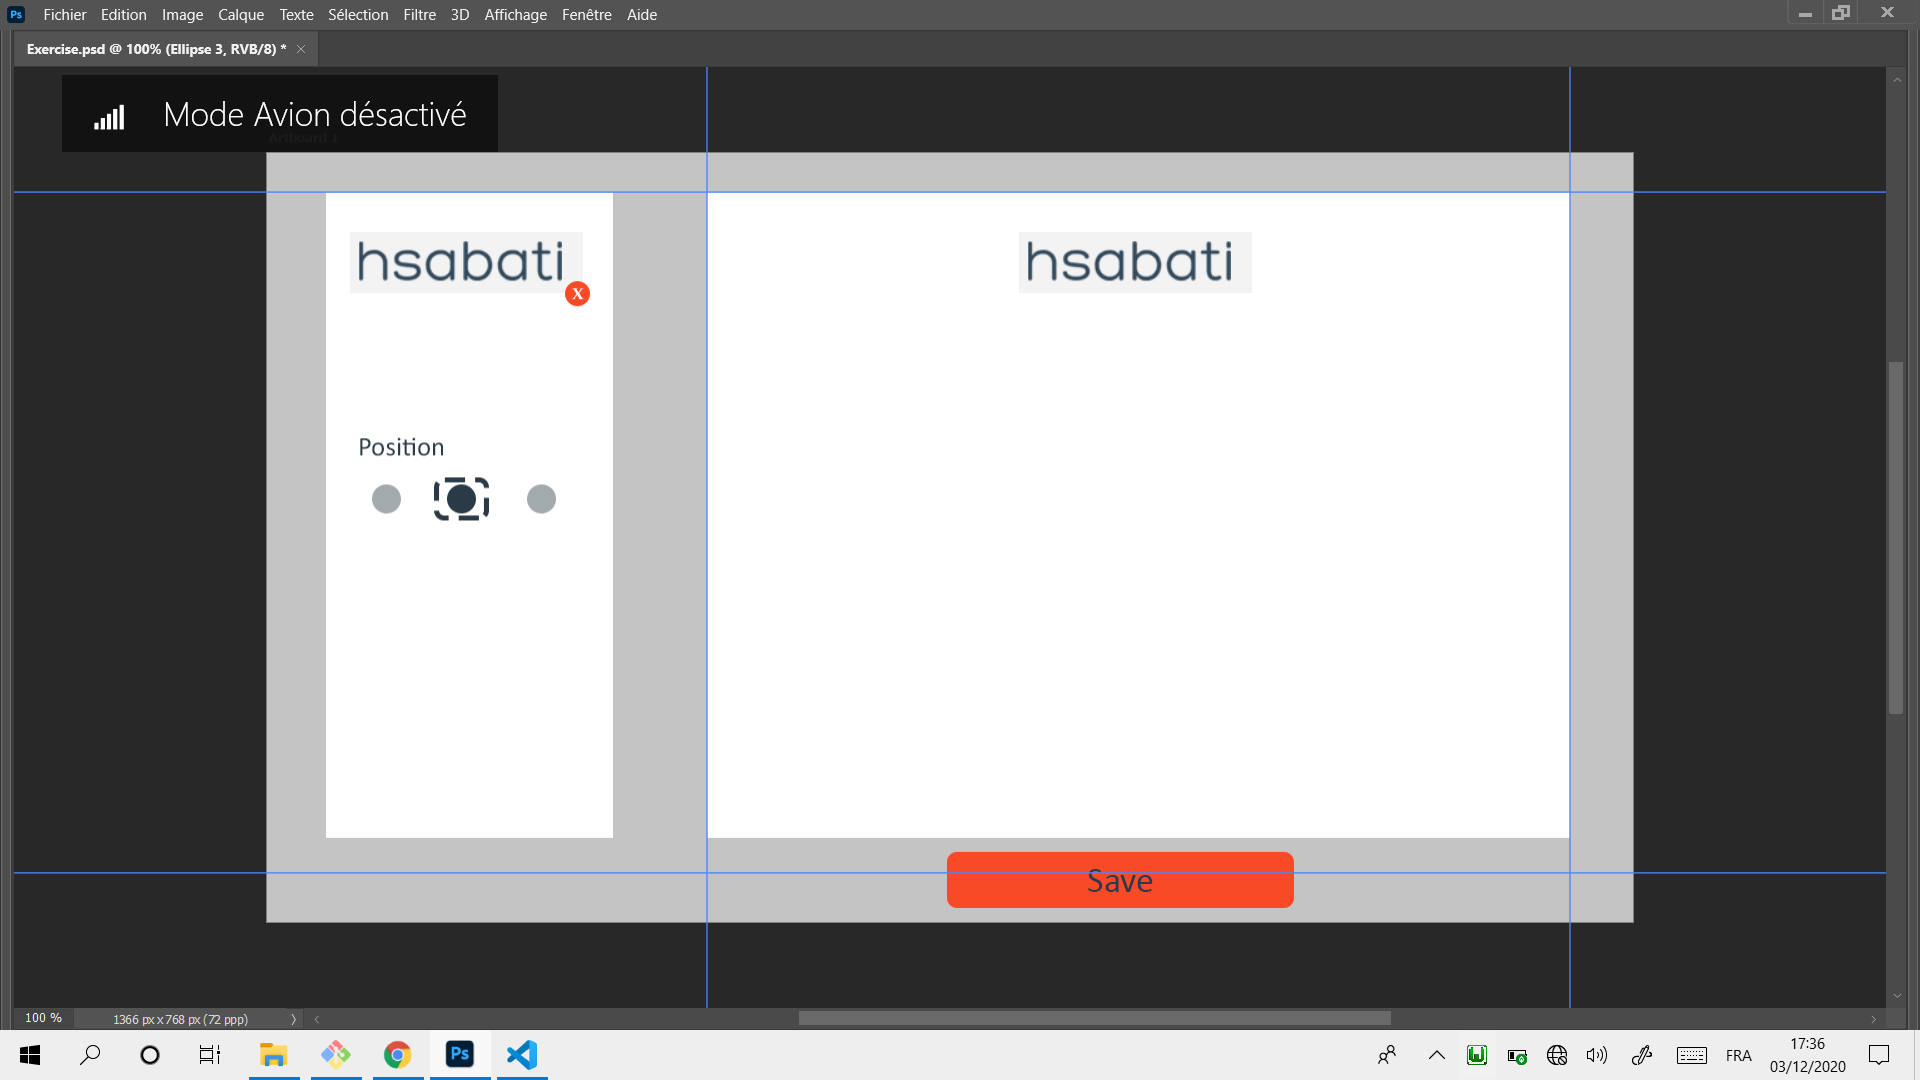 Ps Fichier Edition Image Calque Texte Sélection Filtre 3D Affichage Fenêtre Aide
Exercise.psd @ 100% (Ellipse 3, RVB/8) *
Mode Avion désactivé
Artboard 1
hsabati
X
hsabati
Position
Save
100 % 1366 px x 768 px (72 ppp)
Ps FRA 17:36
03/12/2020